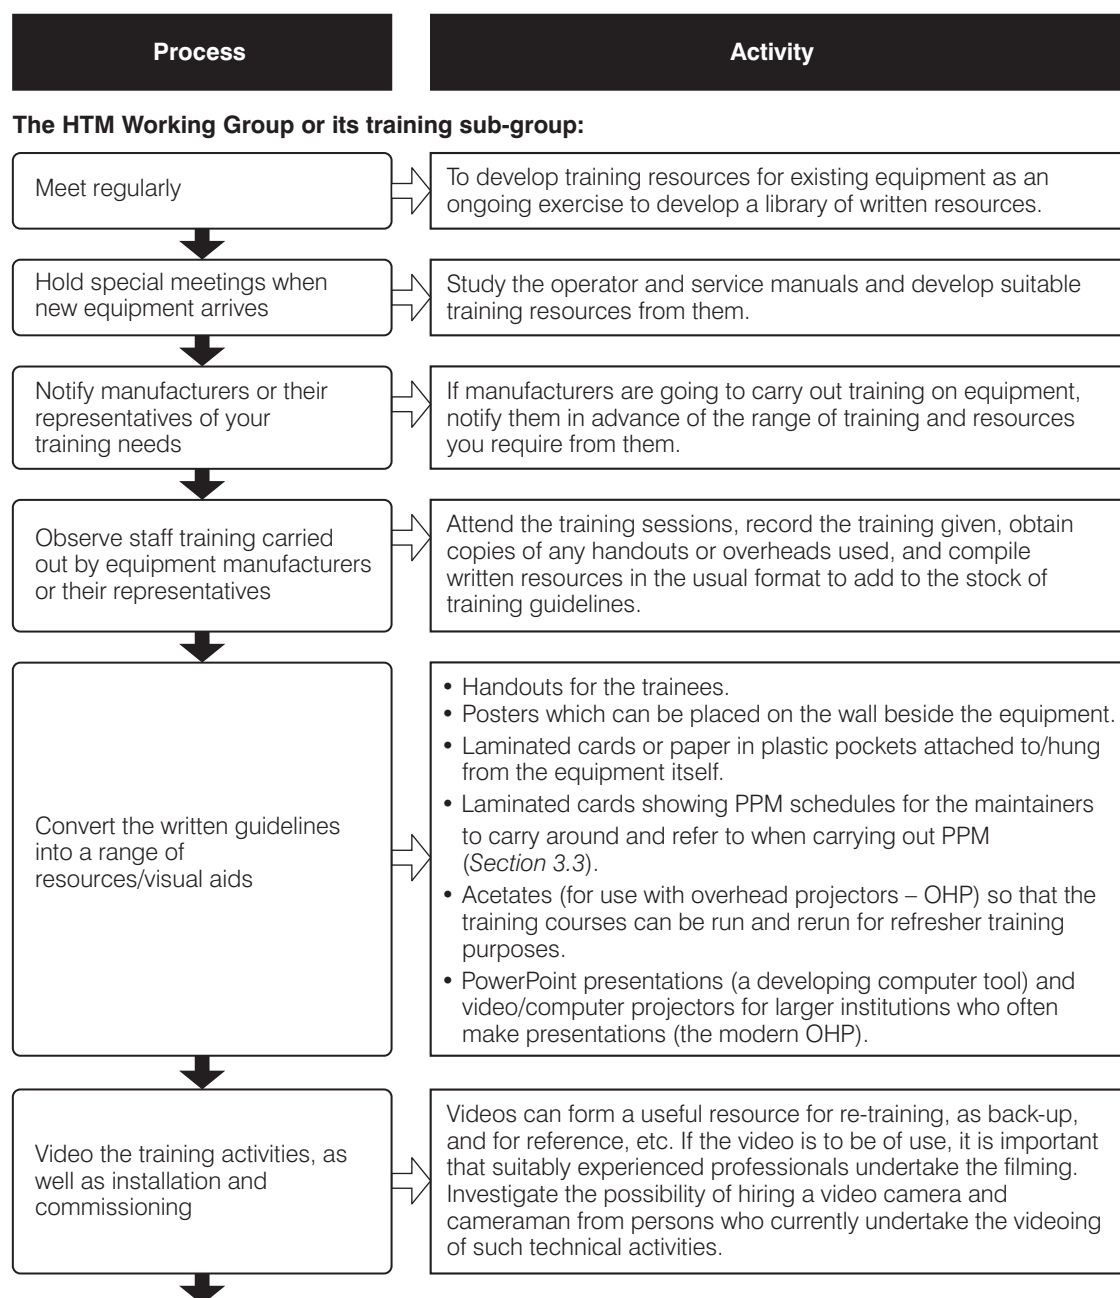 Process
Activity
The HTM Working Group or its training sub-group:
Meet regularly
To develop training resources for existing equipment as an
ongoing exercise to develop a library of written resources.
Hold special meetings when
new equipment arrives
Study the operator and service manuals and develop suitable
training resources from them.
Notify manufacturers or their
representatives of your
training needs
If manufacturers are going to carry out training on equipment,
notify them in advance of the range of training and resources
you require from them.
Observe staff training carried
out by equipment manufacturers
or their representatives
Attend the training sessions, record the training given, obtain
copies of any handouts or overheads used, and compile
written resources in the usual format to add to the stock of
training guidelines.
Convert the written guidelines
into a range of
resources/visual aids
• Handouts for the trainees.
• Posters which can be placed on the wall beside the equipment.
• Laminated cards or paper in plastic pockets attached to/hung
from the equipment itself.
• Laminated cards showing PPM schedules for the maintainers
to carry around and refer to when carrying out PPM
(Section 3.3).
• Acetates (for use with overhead projectors – OHP) so that the
training courses can be run and rerun for refresher training
purposes.
• PowerPoint presentations (a developing computer tool) and
video/computer projectors for larger institutions who often
make presentations (the modern OHP).
Video the training activities, as
well as installation and
commissioning
Videos can form a useful resource for re-training, as back-up,
and for reference, etc. If the video is to be of use, it is important
that suitably experienced professionals undertake the filming.
Investigate the possibility of hiring a video camera and
cameraman from persons who currently undertake the videoing
of such technical activities.